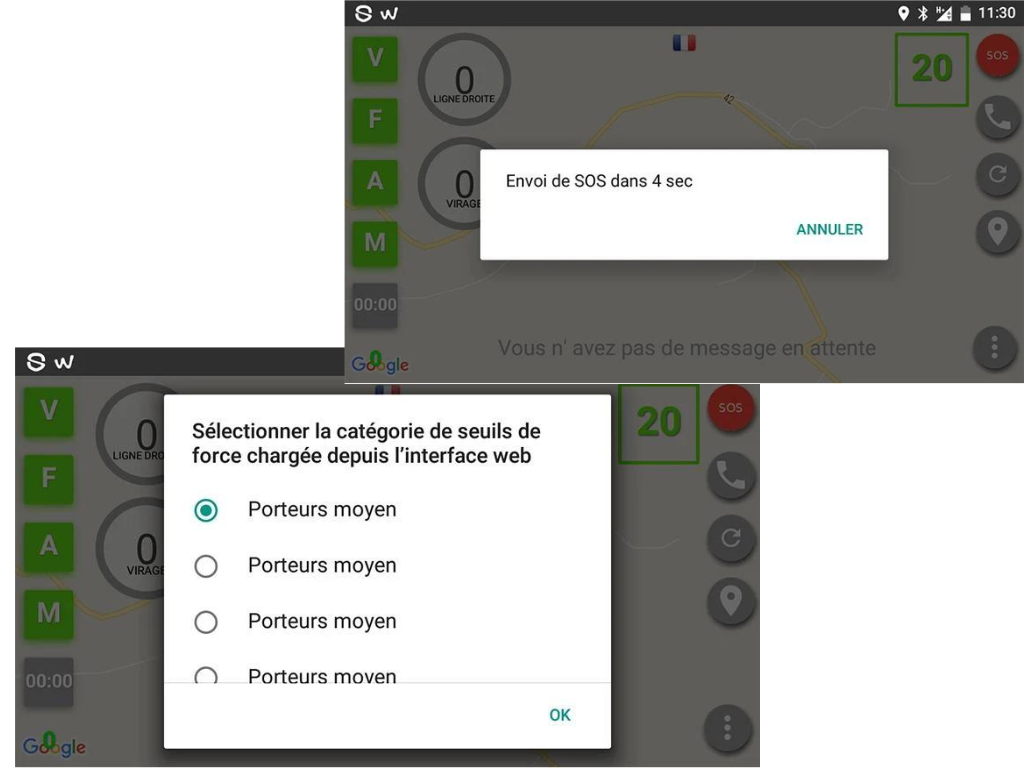 S w
11:30
V
0
LIGNE DROITE
20
SOS
42
F
A
0
VIRAGE
Envoi de SOS dans 4 sec
ANNULER
M
00:00
Vous n' avez pas de message en attente
0
Google
S w
V
0
LIGNE DRO
20
SOS
Sélectionner la catégorie de seuils de
force chargée depuis l’interface web
F
Porteurs moyen
A
0
VIRAGE
Porteurs moyen
M
Porteurs moyen
00:00
Porteurs moyen
OK
0
Google